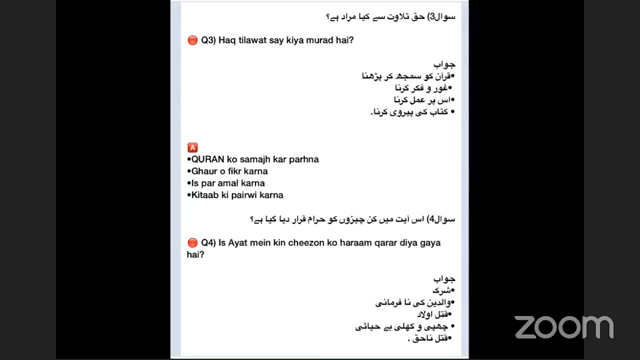 سوال3) حق تلاوت سے کیا مراد ہے؟
🔴 Q3) Haq tilawat say kiya murad hai?
جواب
•قرآن کو سمجھ کر پڑھنا
•غور و فکر کرنا
•اس پر عمل کرنا
• کتاب کی پیروی کرنا۔
🅰
•QURAN ko samajh kar parhna
•Ghaur o fikr karna
•Is par amal karna
•Kitaab ki pairwi karna
سوال4) اس آیت میں کن چیزوں کو حرام قرار دیا گیا ہے؟
🔴 Q4) Is Ayat mein kin cheezon ko haraam qarar diya gaya
hai?
جواب
•شرک
•والدین کی نا فرمانی
•قتل اولاد
• چھپی و کھلی بے حیائی
•قتل ناحق ۔
zoom